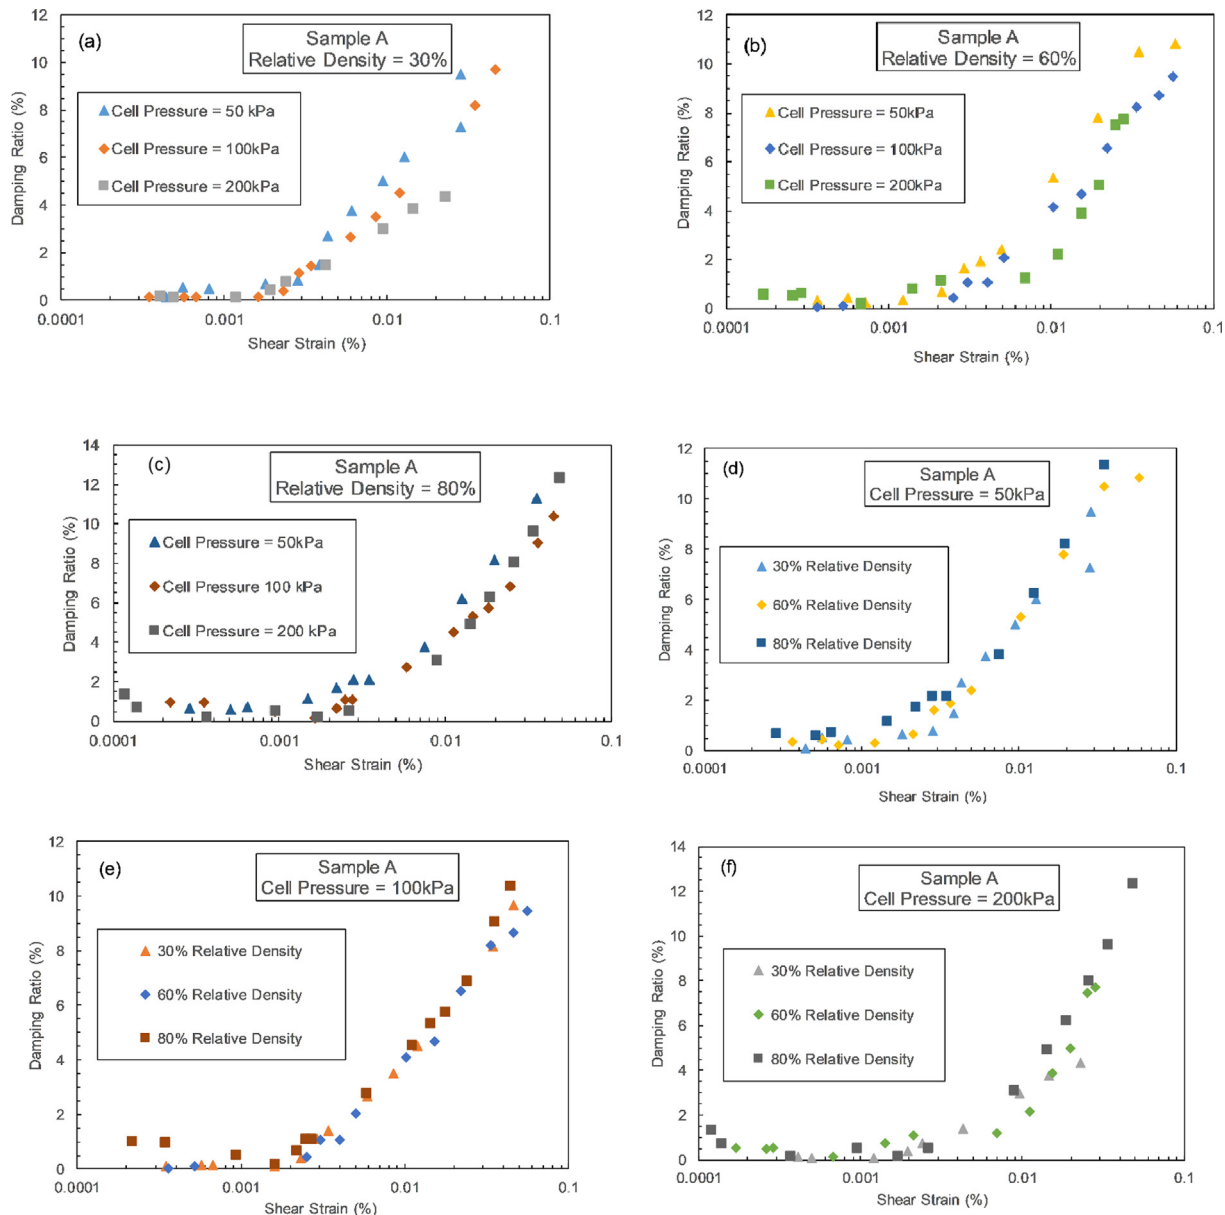 (a)
Sample A
Relative Density = 30%
Cell Pressure = 50 kPa
Cell Pressure = 100kPa
Cell Pressure = 200kPa
Damping Ratio (%)
12
10
8
6
4
2
0
0.0001
0.001
0.01
0.1
Shear Strain (%)
(b)
Sample A
Relative Density = 60%
Cell Pressure = 50kPa
Cell Pressure = 100kPa
Cell Pressure = 200kPa
Damping Ratio (%)
12
10
8
6
4
2
0
0.0001
0.001
0.01
0.1
Shear Strain (%)
(c)
Sample A
Relative Density = 80%
Cell Pressure = 50kPa
Cell Pressure 100 kPa
Cell Pressure = 200 kPa
Damping Ratio (%)
14
12
10
8
6
4
2
0
0.0001
0.001
0.01
0.1
Shear Strain (%)
(d)
Sample A
Cell Pressure = 50kPa
30% Relative Density
60% Relative Density
80% Relative Density
Damping Ratio (%)
12
10
8
6
4
2
0
0.0001
0.001
0.01
0.1
Shear Strain (%)
(e)
Sample A
Cell Pressure = 100kPa
30% Relative Density
60% Relative Density
80% Relative Density
Damping Ratio (%)
12
10
8
6
4
2
0
0.0001
0.001
0.01
0.1
Shear Strain (%)
(f)
Sample A
Cell Pressure = 200kPa
30% Relative Density
60% Relative Density
80% Relative Density
Damping Ratio (%)
14
12
10
8
6
4
2
0
0.0001
0.001
0.01
0.1
Shear Strain (%)